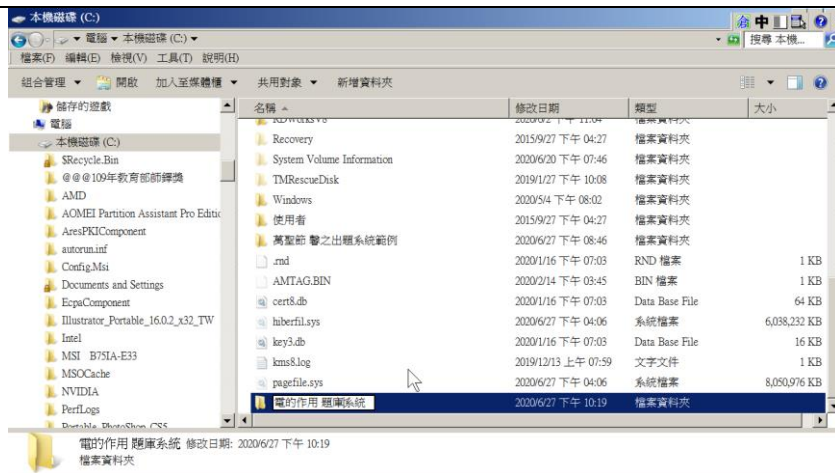 本機磁碟 (C:)
中
▾ 電腦 ▾ 本機磁碟 (C:) ▾
搜尋 本機...
檔案(F) 編輯(E) 檢視(V) 工具(T) 說明(H)
組合管理 ▾ 開啟 加入至媒體櫃 ▾ 共用對象 ▾ 新增資料夾
儲存的遊戲
電腦
本機磁碟 (C:)
$Recycle.Bin
@@@109年教育部師鐸獎
AMD
AOMEI Partition Assistant Pro Editic
AresPKIComponent
autorun.inf
Config.Msi
Documents and Settings
EcpaComponent
Illustrator_Portable_16.0.2_x32_TW
Intel
MSI B75IA-E33
MSOCache
NVIDIA
PerfLogs
Portable PhotoShop CS5
名稱 修改日期 類型 大小
RDWorksV8 2020/6/2 下午 11:04 檔案資料夾
Recovery 2015/9/27 下午 04:27 檔案資料夾
System Volume Information 2020/6/20 下午 07:46 檔案資料夾
TMRescueDisk 2019/1/27 下午 10:08 檔案資料夾
Windows 2020/5/4 下午 08:02 檔案資料夾
使用者 2015/9/27 下午 04:27 檔案資料夾
萬聖節 馨之出題系統範例 2020/6/27 下午 08:46 檔案資料夾
.rnd 2020/1/16 下午 07:03 RND 檔案 1 KB
AMTAG.BIN 2020/2/14 下午 03:45 BIN 檔案 1 KB
cert8.db 2020/1/16 下午 07:03 Data Base File 64 KB
hiberfil.sys 2020/6/27 下午 04:06 系統檔案 6,038,232 KB
key3.db 2020/1/16 下午 07:03 Data Base File 16 KB
kms8.log 2019/12/13 上午 07:59 文字文件 1 KB
pagefile.sys 2020/6/27 下午 04:06 系統檔案 8,050,976 KB
電的作用 題庫系統 2020/6/27 下午 10:19 檔案資料夾
電的作用 題庫系統 修改日期: 2020/6/27 下午 10:19
檔案資料夾